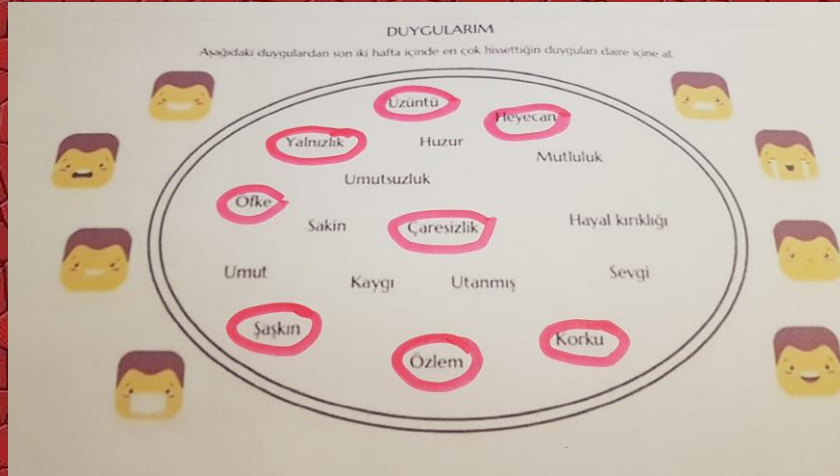 DUYGULARIM
Aşağıdaki duygulardan son iki hafta içinde en çok hissettiğin duyguları daire içine al.
Üzüntü
Heyecan
Yalnızlık
Huzur
Mutluluk
Umutsuzluk
Öfke
Sakin
Çaresizlik
Hayal kırıklığı
Umut
Kaygı
Utanmış
Sevgi
Şaşkın
Özlem
Korku